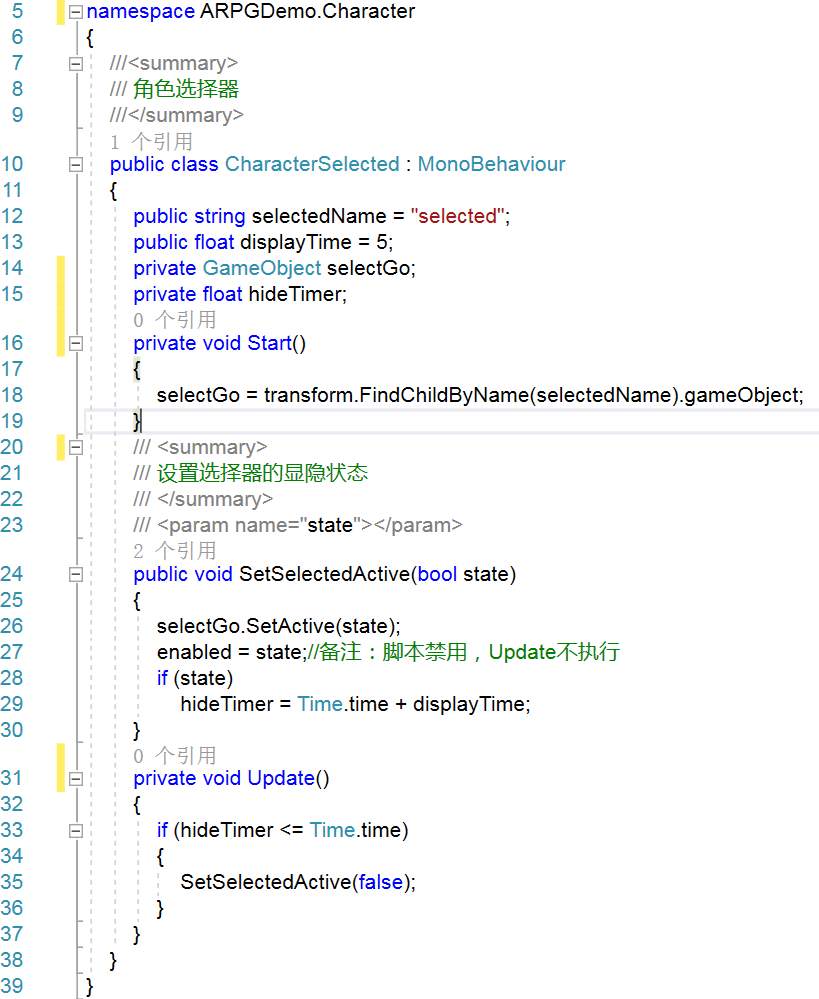 5 namespace ARPGDemo.Character
6 {
7 ///<summary>
8 /// 角色选择器
9 ///</summary>
1 个引用
10 public class CharacterSelected : MonoBehaviour
11 {
12 public string selectedName = "selected";
13 public float displayTime = 5;
14 private GameObject selectGo;
15 private float hideTimer;
0 个引用
16 private void Start()
17 {
18 selectGo = transform.FindChildByName(selectedName).gameObject;
19 }
20 /// <summary>
21 /// 设置选择器的显隐状态
22 /// </summary>
23 /// <param name="state"></param>
2 个引用
24 public void SetSelectedActive(bool state)
25 {
26 selectGo.SetActive(state);
27 enabled = state;//备注：脚本禁用，Update不执行
28 if (state)
29 hideTimer = Time.time + displayTime;
30 }
0 个引用
31 private void Update()
32 {
33 if (hideTimer <= Time.time)
34 {
35 SetSelectedActive(false);
36 }
37 }
38 }
39 }